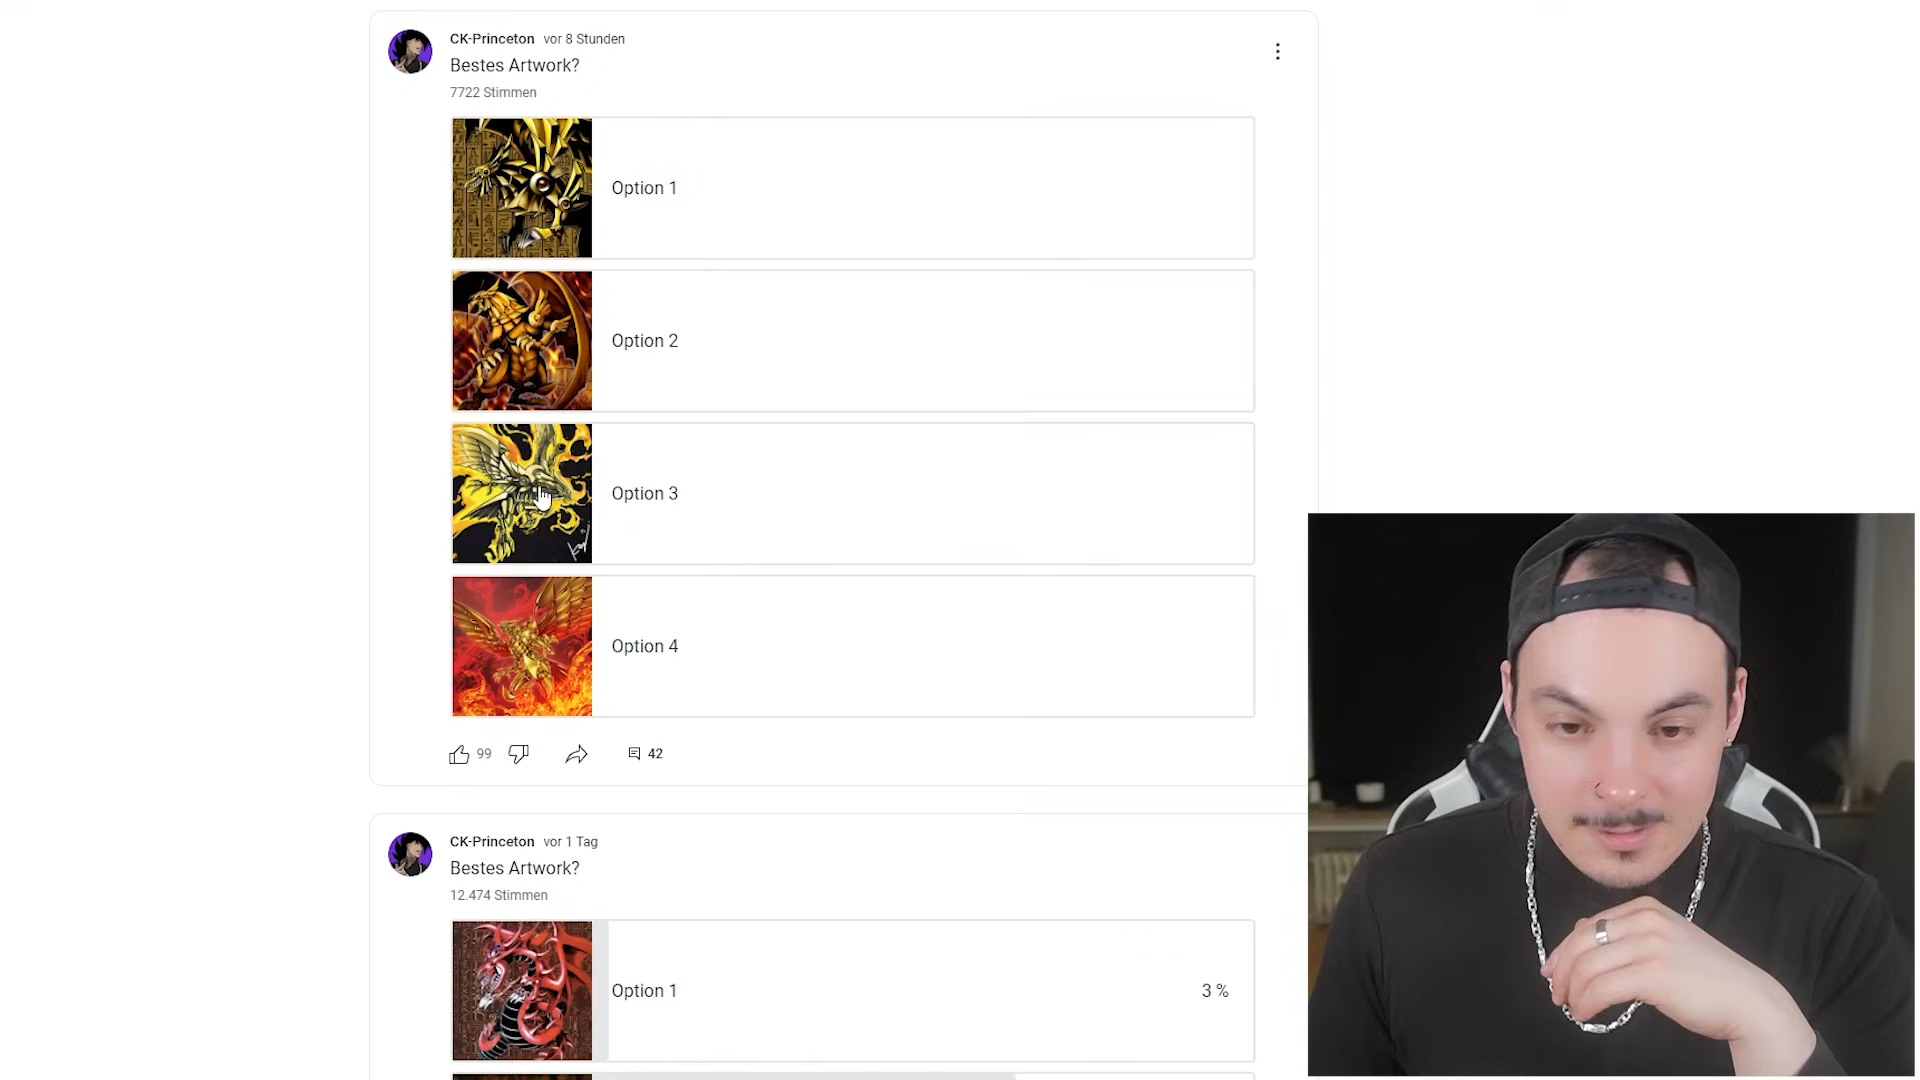 CK-Princeton vor 8 Stunden
Bestes Artwork?
7722 Stimmen
Option 1
Option 2
Option 3
Option 4
99
42
CK-Princeton vor 1 Tag
Bestes Artwork?
12.474 Stimmen
Option 1
3 %